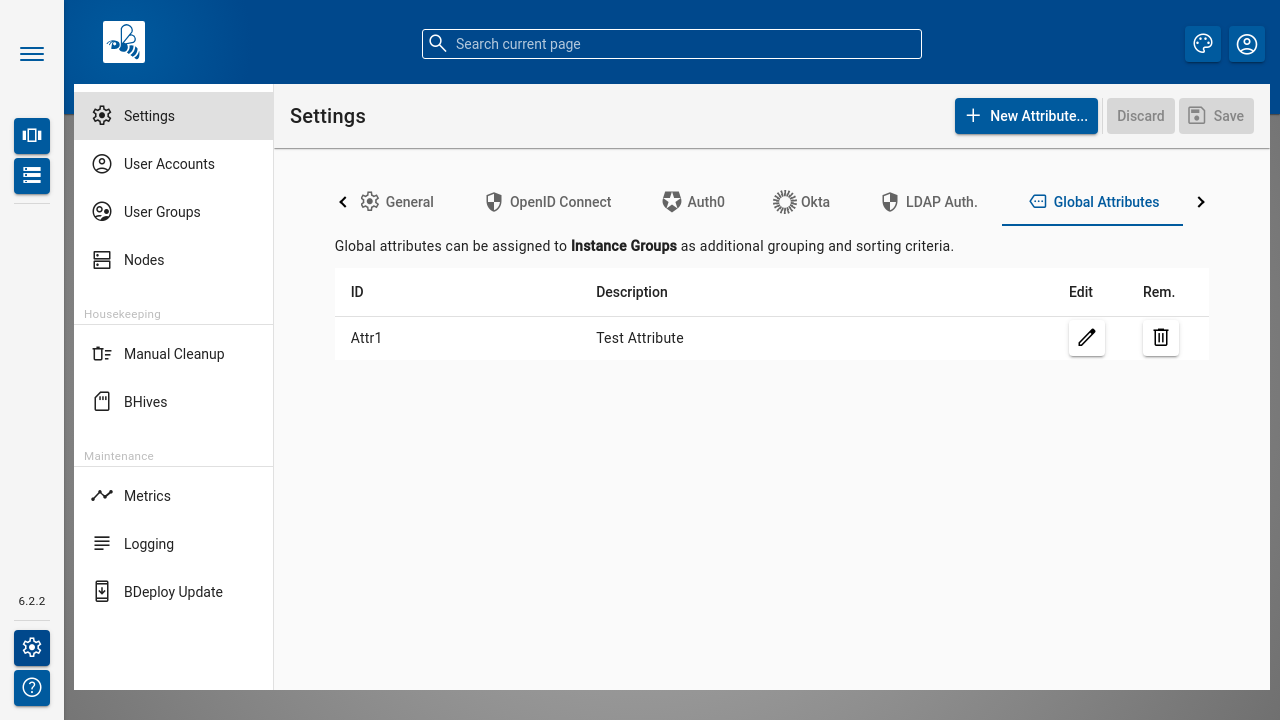 Search current page
Settings
User Accounts
User Groups
Nodes
Housekeeping
Manual Cleanup
BHives
Maintenance
Metrics
Logging
BDeploy Update
6.2.2
Settings
New Attribute...
Discard
Save
General
OpenID Connect
Auth0
Okta
LDAP Auth.
Global Attributes
Global attributes can be assigned to Instance Groups as additional grouping and sorting criteria.
ID Description Edit Rem.
Attr1 Test Attribute